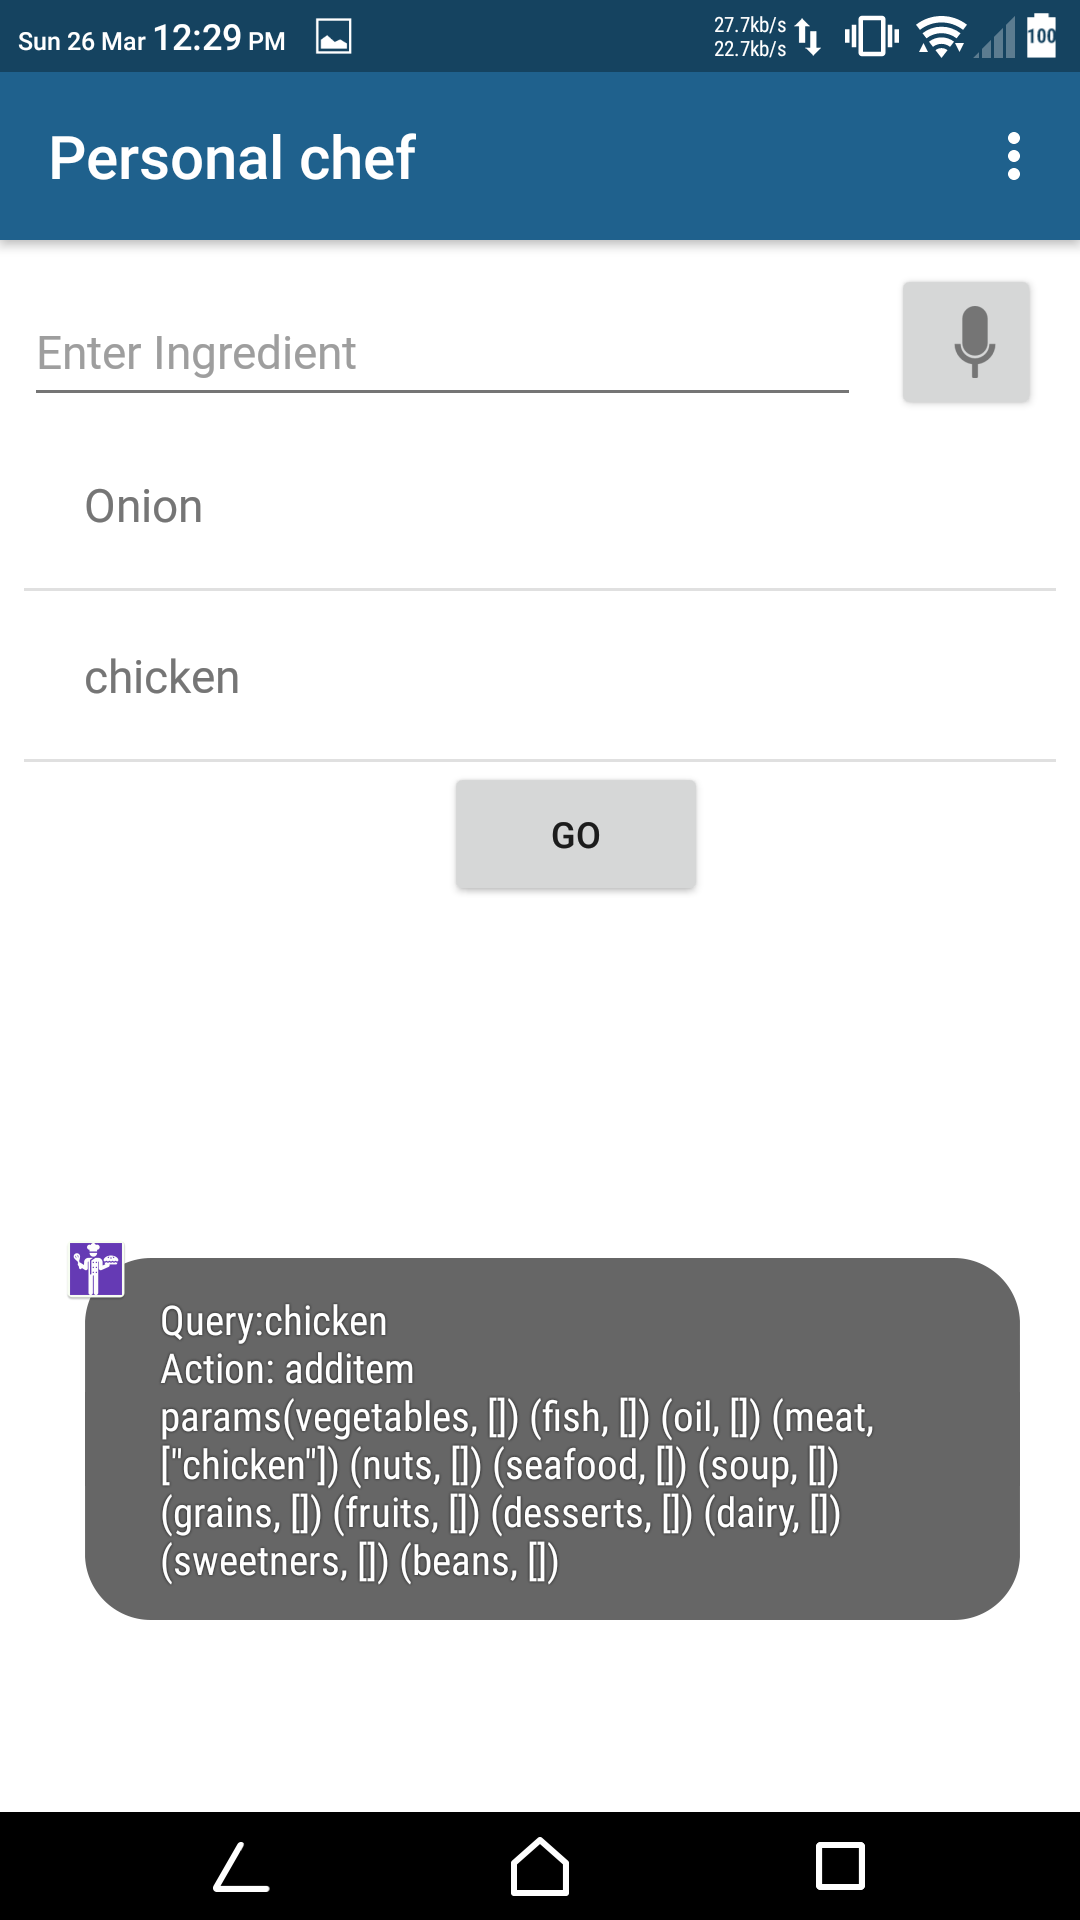 Sun 26 Mar 12:29 PM
27.7kb/s
22.7kb/s
100
Personal chef
Enter Ingredient
Onion
chicken
GO
Query:chicken
Action: additem
params(vegetables, []) (fish, []) (oil, []) (meat,
["chicken"]) (nuts, []) (seafood, []) (soup, [])
(grains, []) (fruits, []) (desserts, []) (dairy, [])
(sweetners, []) (beans, [])